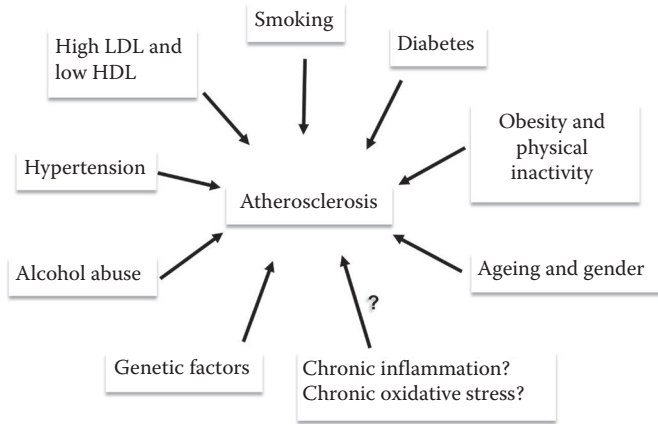 Smoking
High LDL and
low HDL
Diabetes
Obesity and
physical
inactivity
Hypertension
Atherosclerosis
Alcohol abuse
Ageing and gender
?
Genetic factors
Chronic inflammation?
Chronic oxidative stress?